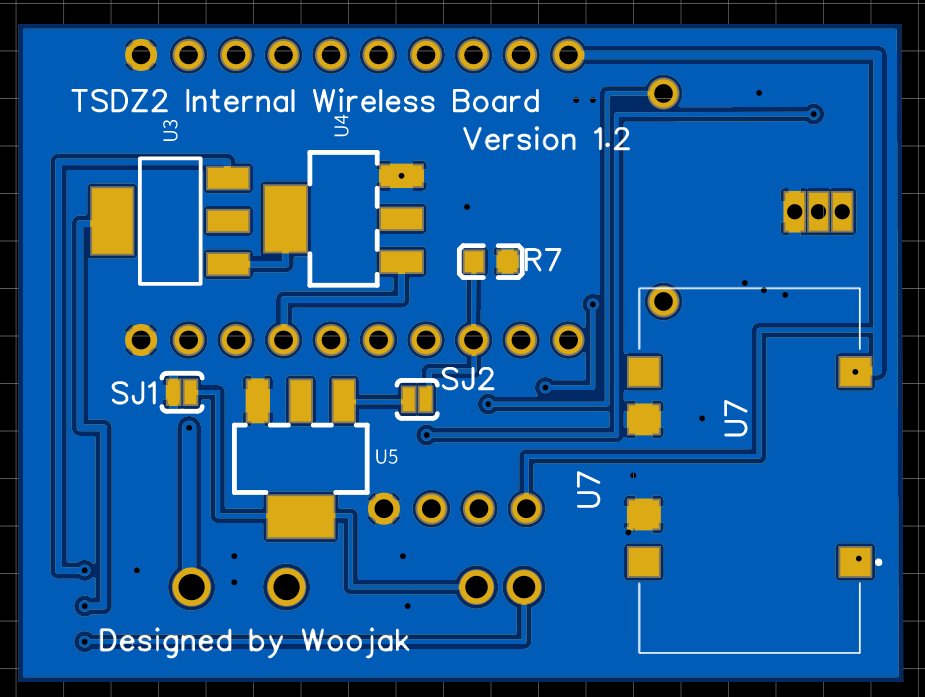 TSDZ2 Internal Wireless Board
Version 1.2
U3
U4
R7
SJ1
SJ2
U5
U7
U7
Designed by Woojak